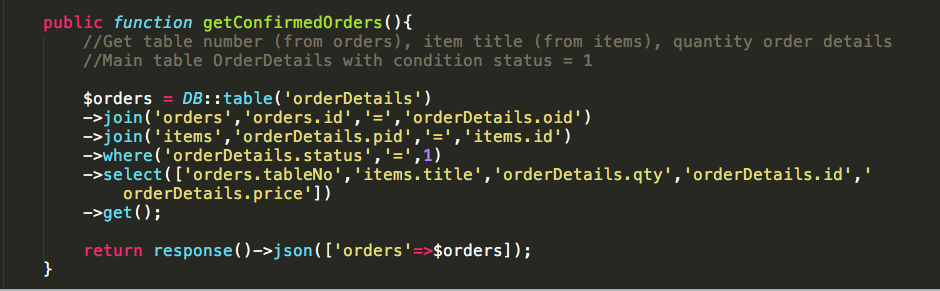 public function getConfirmedOrders(){
//Get table number (from orders), item title (from items), quantity order details
//Main table OrderDetails with condition status = 1
$orders = DB::table('orderDetails')
->join('orders','orders.id','=','orderDetails.oid')
->join('items','orderDetails.pid','=','items.id')
->where('orderDetails.status','=',1)
->select(['orders.tableNo','items.title','orderDetails.qty','orderDetails.id','
orderDetails.price'])
->get();
return response()->json(['orders'=>$orders]);
}